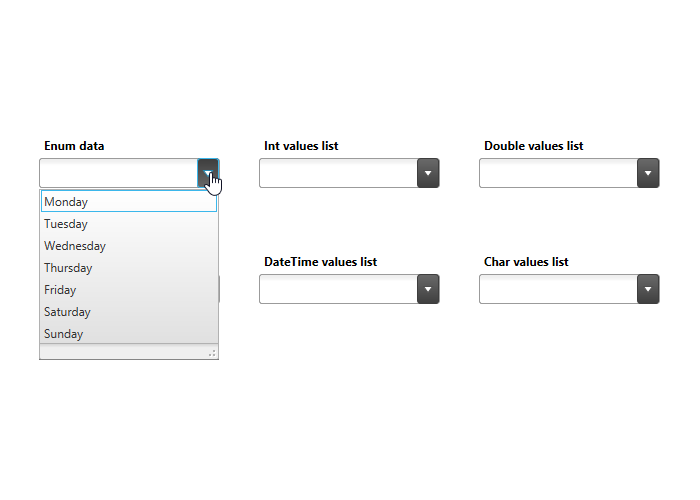 Enum data
Int values list
Double values list
Monday
Tuesday
Wednesday
Thursday
Friday
Saturday
Sunday
DateTime values list
Char values list